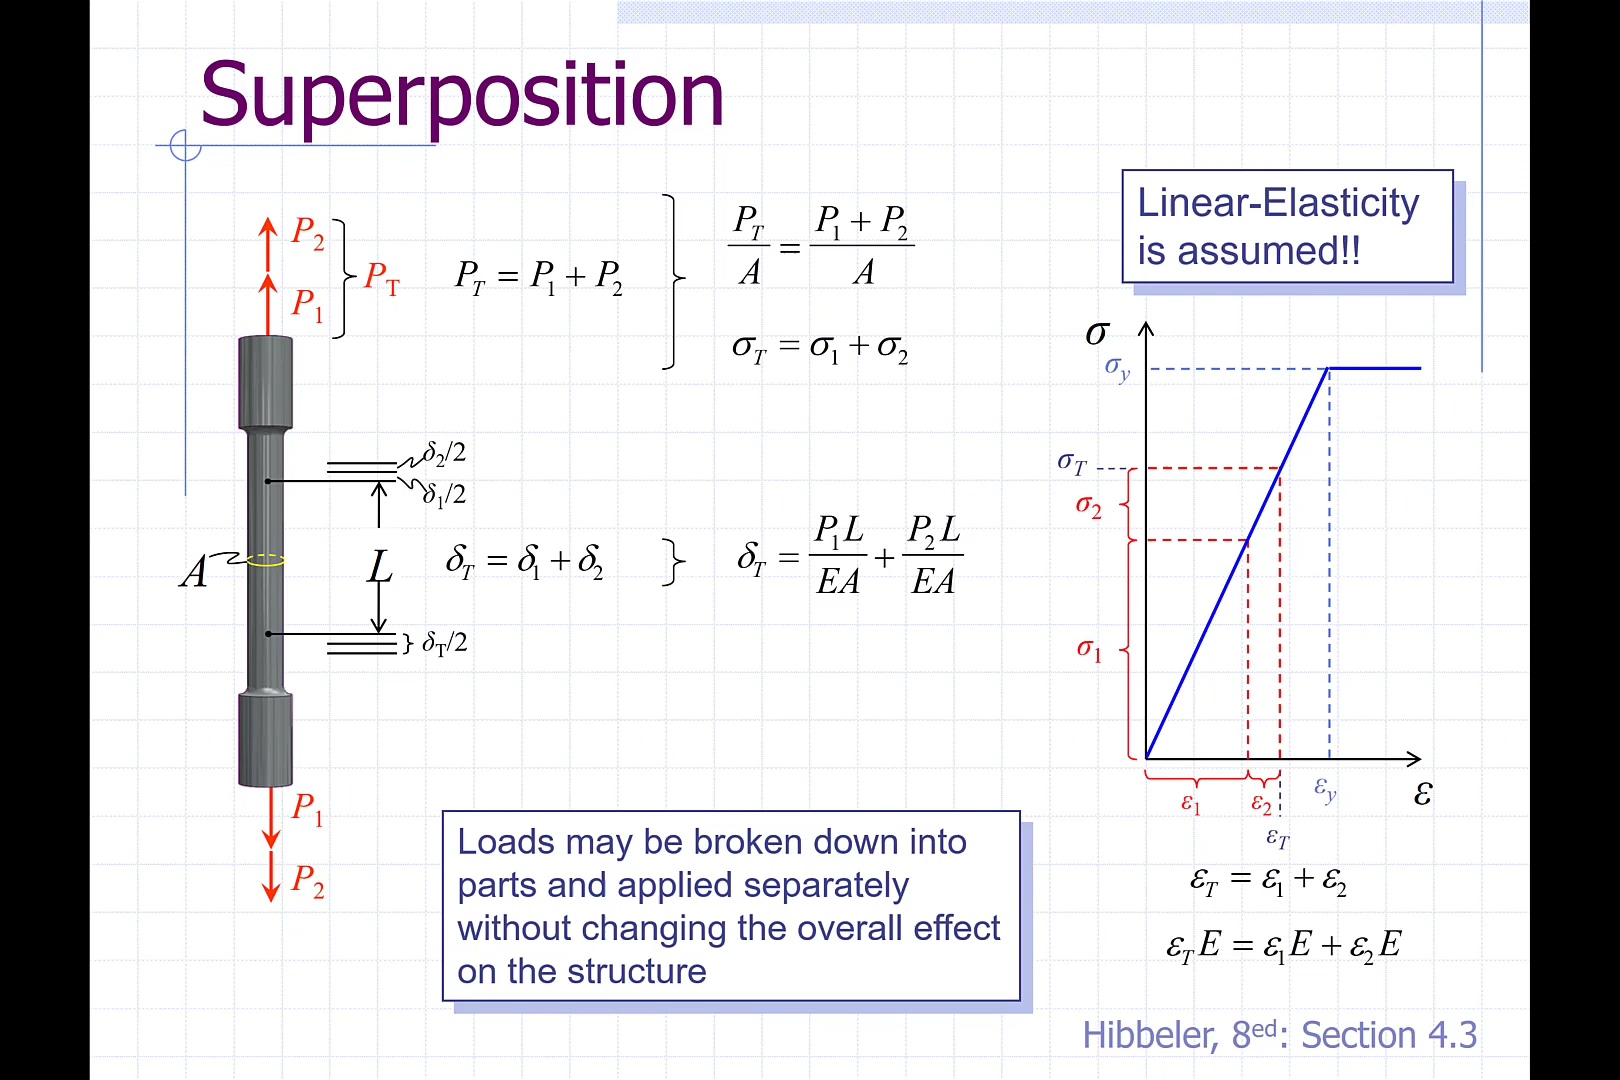 Superposition
Linear-Elasticity
is assumed!!
P₂
P₁
P_T
P_T = P₁ + P₂
P_T/A = (P₁ + P₂)/A
σ_T = σ₁ + σ₂
δ₂/2
δ₁/2
A
L
δ_T = δ₁ + δ₂
δ_T = P₁L/EA + P₂L/EA
δ_T/2
P₁
P₂
σ
σ_y
σ_T
σ₂
σ₁
ε₁
ε₂
ε_y
ε
ε_T
ε_T = ε₁ + ε₂
ε_T E = ε₁E + ε₂E
Loads may be broken down into
parts and applied separately
without changing the overall effect
on the structure
Hibbeler, 8ᵉᵈ: Section 4.3